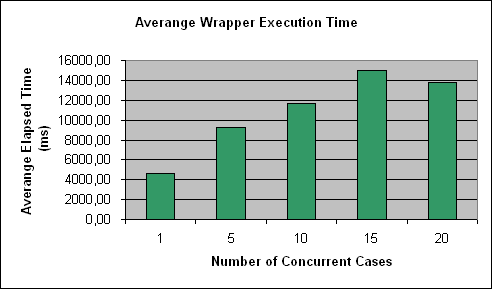 Averange Wrapper Execution Time
Averange Elapsed Time
(ms)
16000,00
14000,00
12000,00
10000,00
8000,00
6000,00
4000,00
2000,00
0,00
1 5 10 15 20
Number of Concurrent Cases